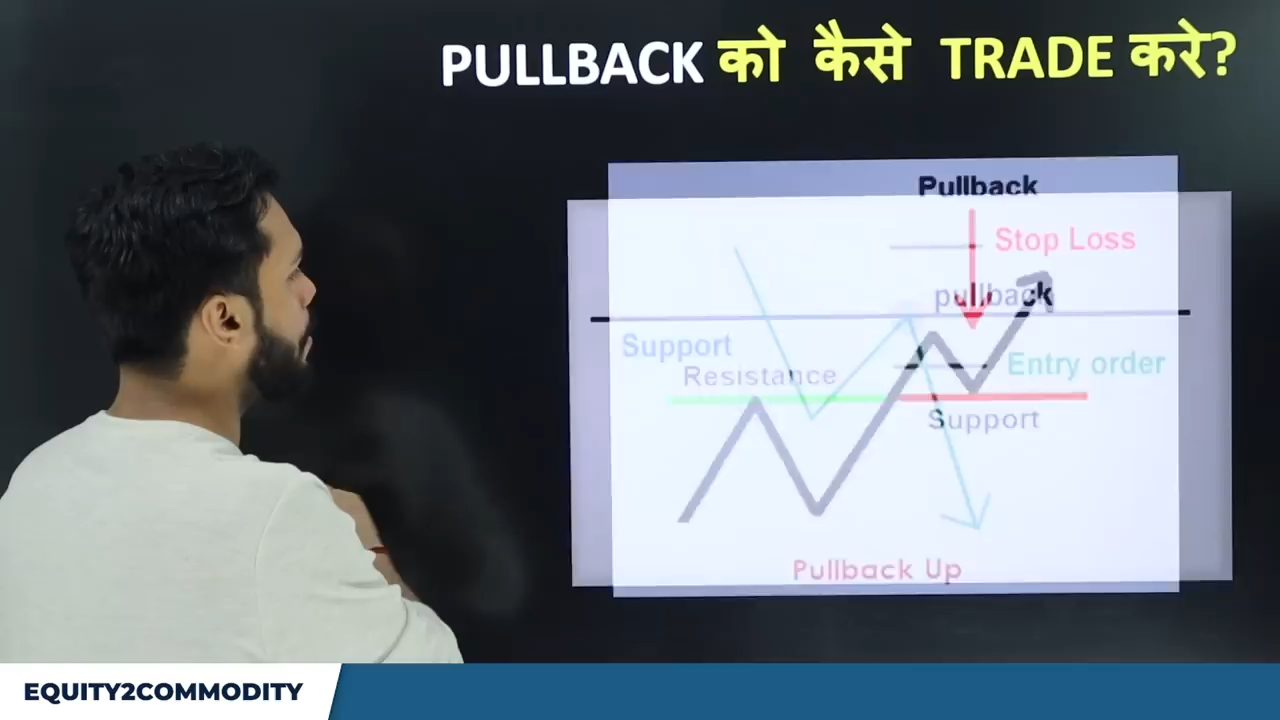 PULLBACK को कैसे TRADE करे?
Pullback
Stop Loss
pullback
Support
Entry order
Resistance
Support
Pullback Up
EQUITY2COMMODITY